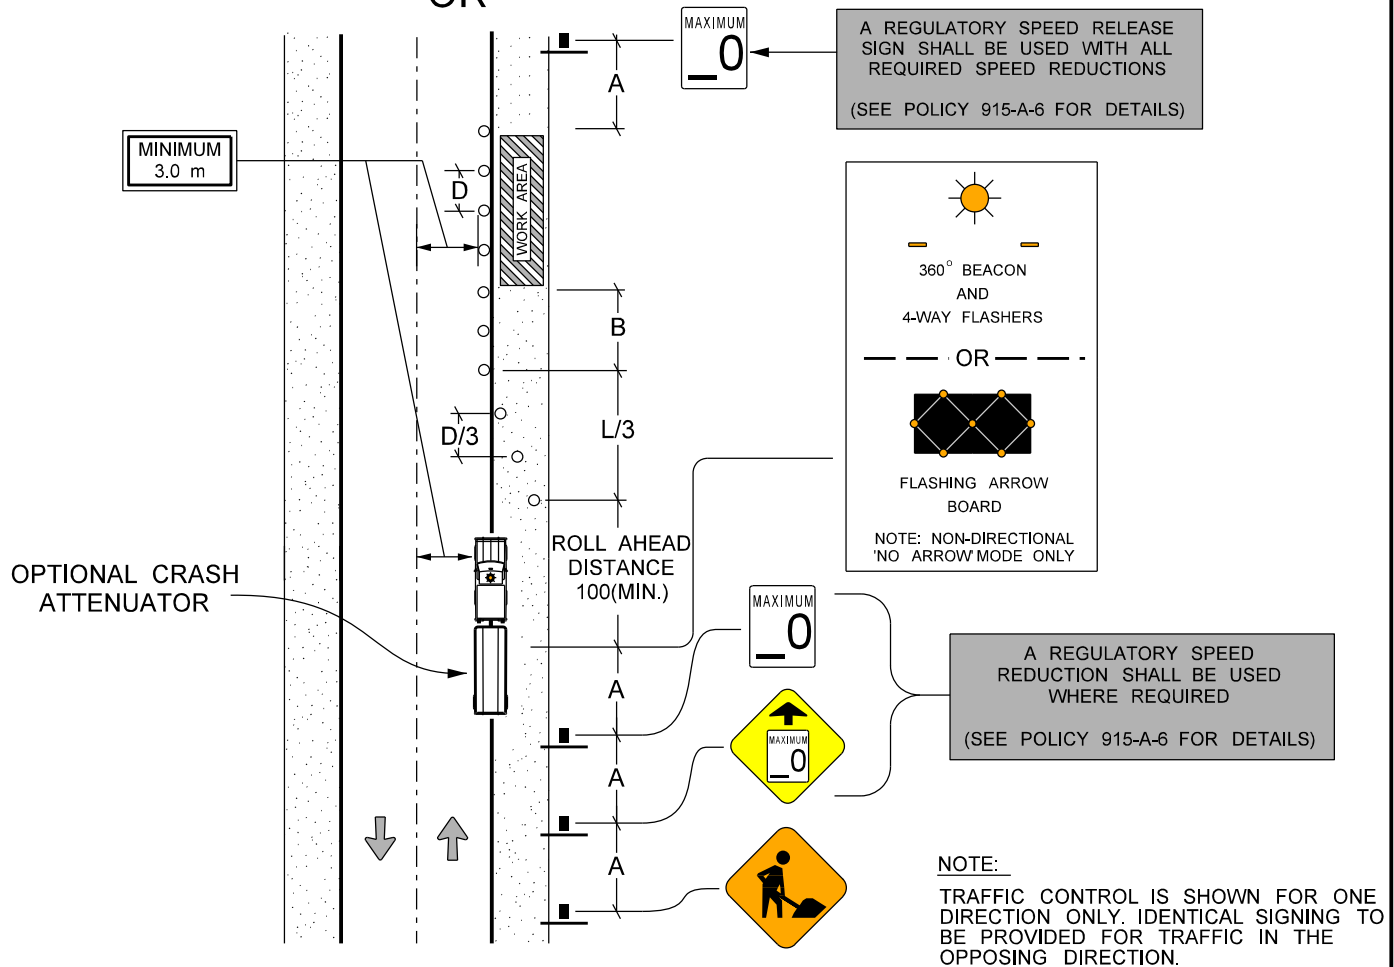 OR
MAXIMUM
_0
A REGULATORY SPEED RELEASE
SIGN SHALL BE USED WITH ALL
REQUIRED SPEED REDUCTIONS
(SEE POLICY 915-A-6 FOR DETAILS)
A
MINIMUM
3.0 m
D
WORK AREA
360° BEACON
AND
4-WAY FLASHERS
B
OR
D/3
L/3
FLASHING ARROW
BOARD
NOTE: NON-DIRECTIONAL
'NO ARROW' MODE ONLY
ROLL AHEAD
DISTANCE
100(MIN.)
OPTIONAL CRASH
ATTENUATOR
MAXIMUM
_0
A REGULATORY SPEED
REDUCTION SHALL BE USED
WHERE REQUIRED
(SEE POLICY 915-A-6 FOR DETAILS)
A
MAXIMUM
_0
A
A
NOTE:
TRAFFIC CONTROL IS SHOWN FOR ONE
DIRECTION ONLY. IDENTICAL SIGNING TO
BE PROVIDED FOR TRAFFIC IN THE
OPPOSING DIRECTION.